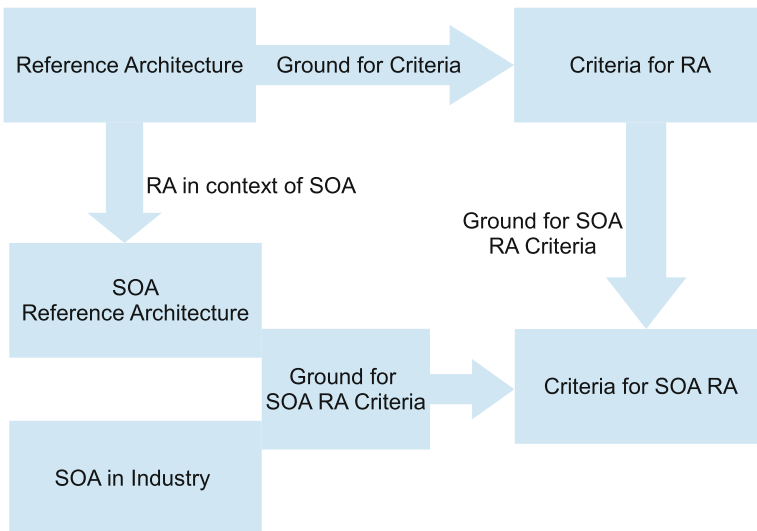 Reference Architecture
Ground for Criteria
Criteria for RA
RA in context of SOA
Ground for SOA
RA Criteria
SOA
Reference Architecture
Ground for
SOA RA Criteria
Criteria for SOA RA
SOA in Industry